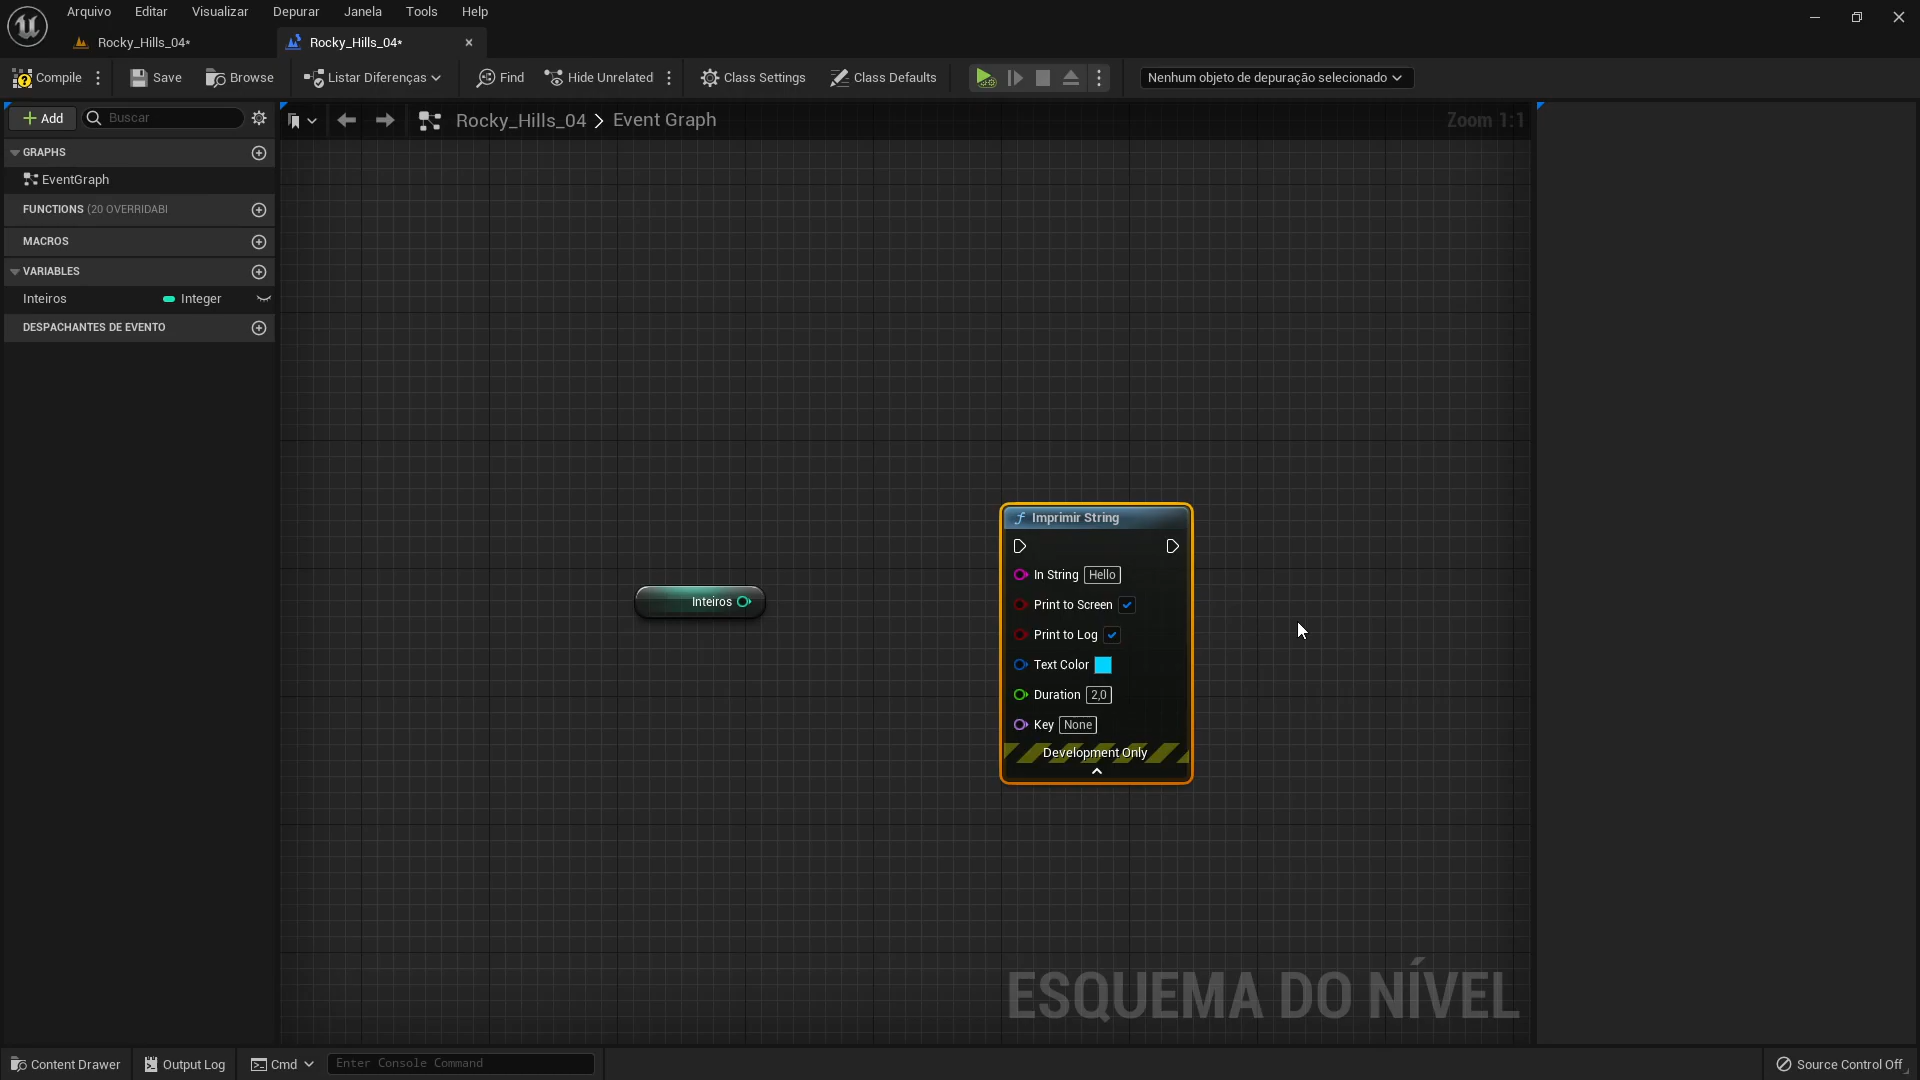 Arquivo Editar Visualizar Depurar Janela Tools Help
Rocky_Hills_04* Rocky_Hills_04*
Compile Save Browse Listar Diferenças Find Hide Unrelated Class Settings Class Defaults Nenhum objeto de depuração selecionado
Add Buscar Rocky_Hills_04 > Event Graph Zoom 1:1
GRAPHS
EventGraph
FUNCTIONS (20 OVERRIDABI
MACROS
VARIABLES
Inteiros Integer
DESPACHANTES DE EVENTO
Imprimir String
In String Hello
Inteiros
Print to Screen
Print to Log
Text Color
Duration 2,0
Key None
Development Only
ESQUEMA DO NÍVEL
Content Drawer Output Log Cmd Enter Console Command Source Control Off